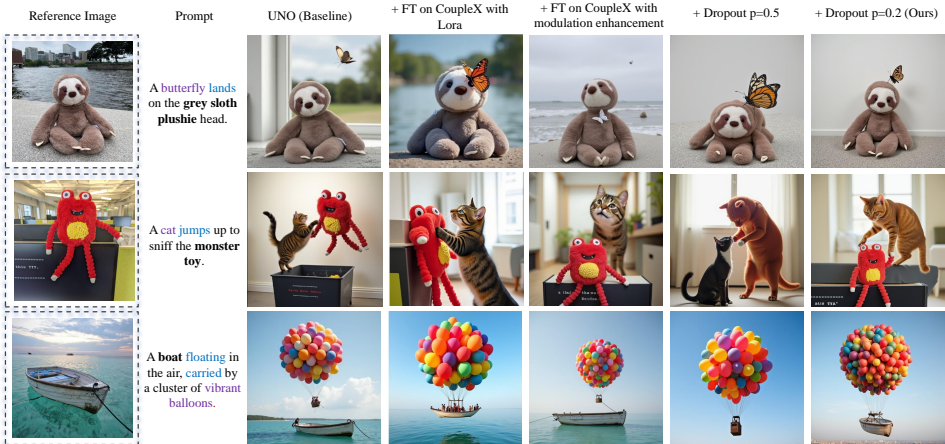 Reference Image
Prompt
UNO (Baseline)
+ FT on CoupleX with
Lora
+ FT on CoupleX with
modulation enhancement
+ Dropout p=0.5
+ Dropout p=0.2 (Ours)
A butterfly lands
on the grey sloth
plushie head.
A cat jumps up to
sniff the monster
toy.
A boat floating in
the air, carried by
a cluster of vibrant
balloons.